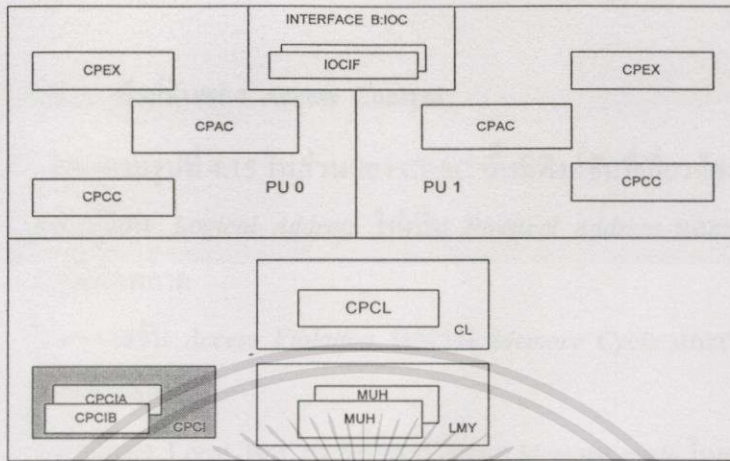 INTERFACE B:IOC
IOCIF
CPEX
CPEX
CPAC
CPAC
CPCC
PU 0
PU 1
CPCC
CPCL
CL
CPCIA
CPCIB
CPCI
MUH
MUH
LMY